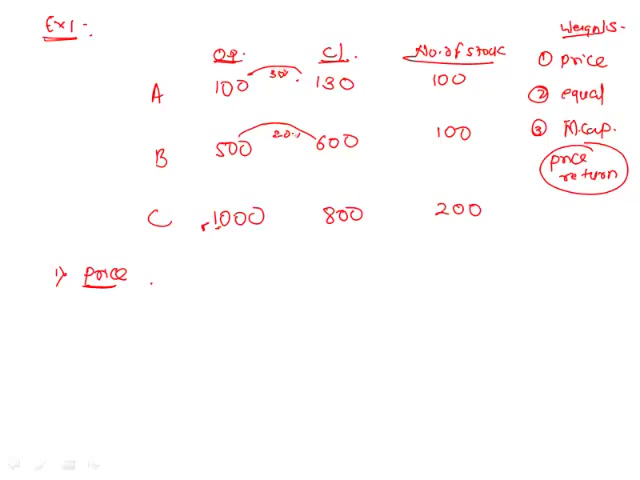 Ex1:-
Weights
Op. Cl. No. of stock
① price
30%
A 100 130 100
② equal
20%
③ M.cap.
B 500 600 100
price return
C 1000 800 200
1) price